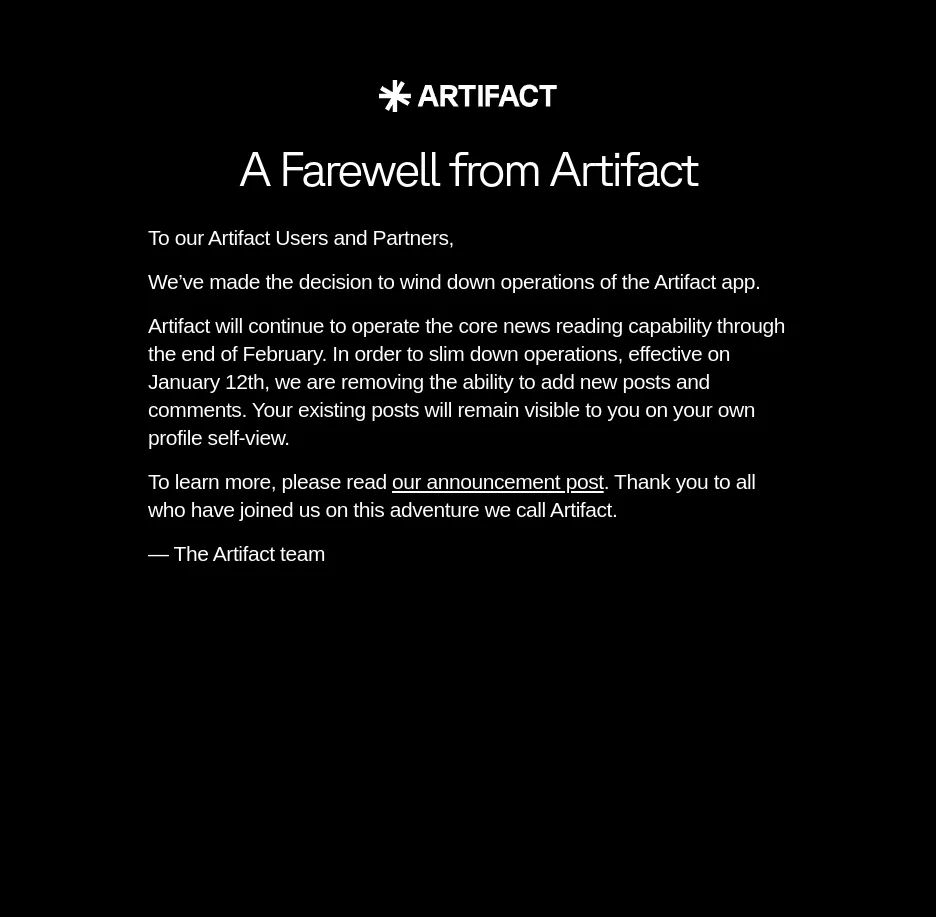 ARTIFACT
A Farewell from Artifact
To our Artifact Users and Partners,
We’ve made the decision to wind down operations of the Artifact app.
Artifact will continue to operate the core news reading capability through
the end of February. In order to slim down operations, effective on
January 12th, we are removing the ability to add new posts and
comments. Your existing posts will remain visible to you on your own
profile self-view.
To learn more, please read our announcement post. Thank you to all
who have joined us on this adventure we call Artifact.
— The Artifact team